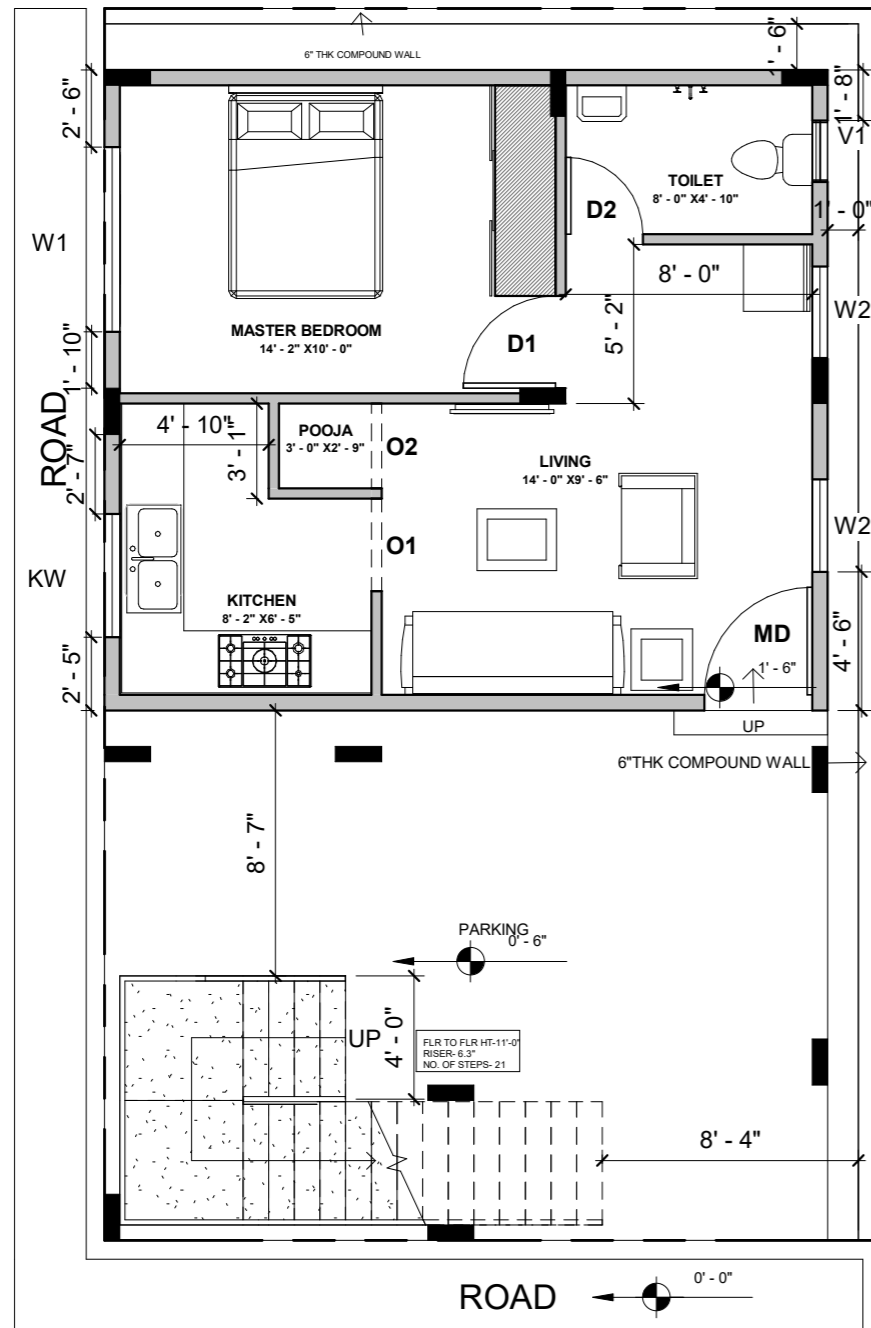 6" THK COMPOUND WALL
' - 6"
2' - 6"
' - 8"
V1
TOILET
8' - 0" X4' - 10"
D2
1' - 0"
W1
8' - 0"
MASTER BEDROOM
14' - 2" X10' - 0"
D1
5' - 2"
W2
1' - 10"
ROAD
4' - 10"
3' - 1"
POOJA
3' - 0" X2' - 9"
O2
LIVING
14' - 0" X9' - 6"
2' - 7"
O1
W2
KW
KITCHEN
8' - 2" X6' - 5"
MD
1' - 6"
4' - 6"
2' - 5"
UP
6"THK COMPOUND WALL
8' - 7"
PARKING
0' - 6"
UP
4' - 0"
FLR TO FLR HT-11'-0"
RISER- 6.3"
NO. OF STEPS- 21
8' - 4"
ROAD
0' - 0"